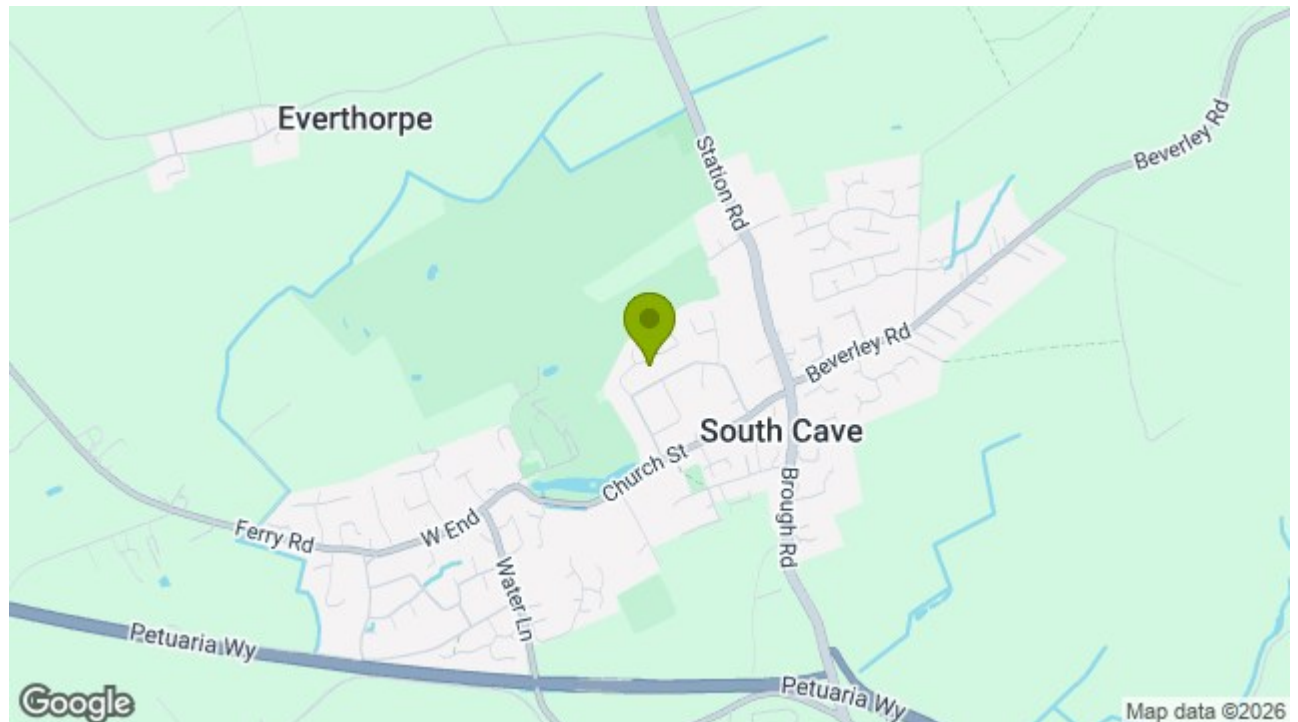 Everthorpe
Station Rd
Beverley Rd
Beverley Rd
South Cave
Church St
Brough Rd
W End
Ferry Rd
Water Ln
Petuaria Wy
Petuaria Wy
Google
Map data ©2026